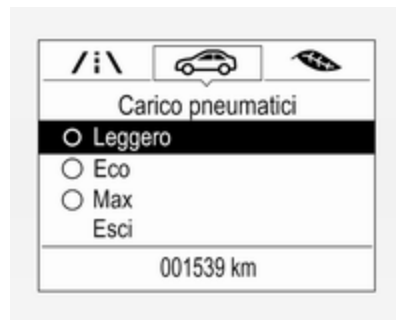 Carico pneumatici
Leggero
Eco
Max
Esci
001539 km